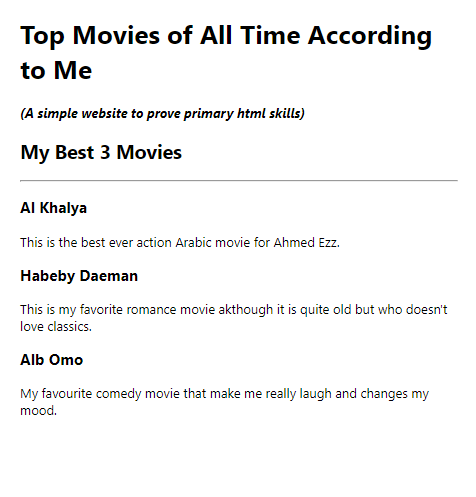 Top Movies of All Time According
to Me
(A simple website to prove primary html skills)
My Best 3 Movies
Al Khalya
This is the best ever action Arabic movie for Ahmed Ezz.
Habeby Daeman
This is my favorite romance movie akthough it is quite old but who doesn't
love classics.
Alb Omo
My favourite comedy movie that make me really laugh and changes my
mood.